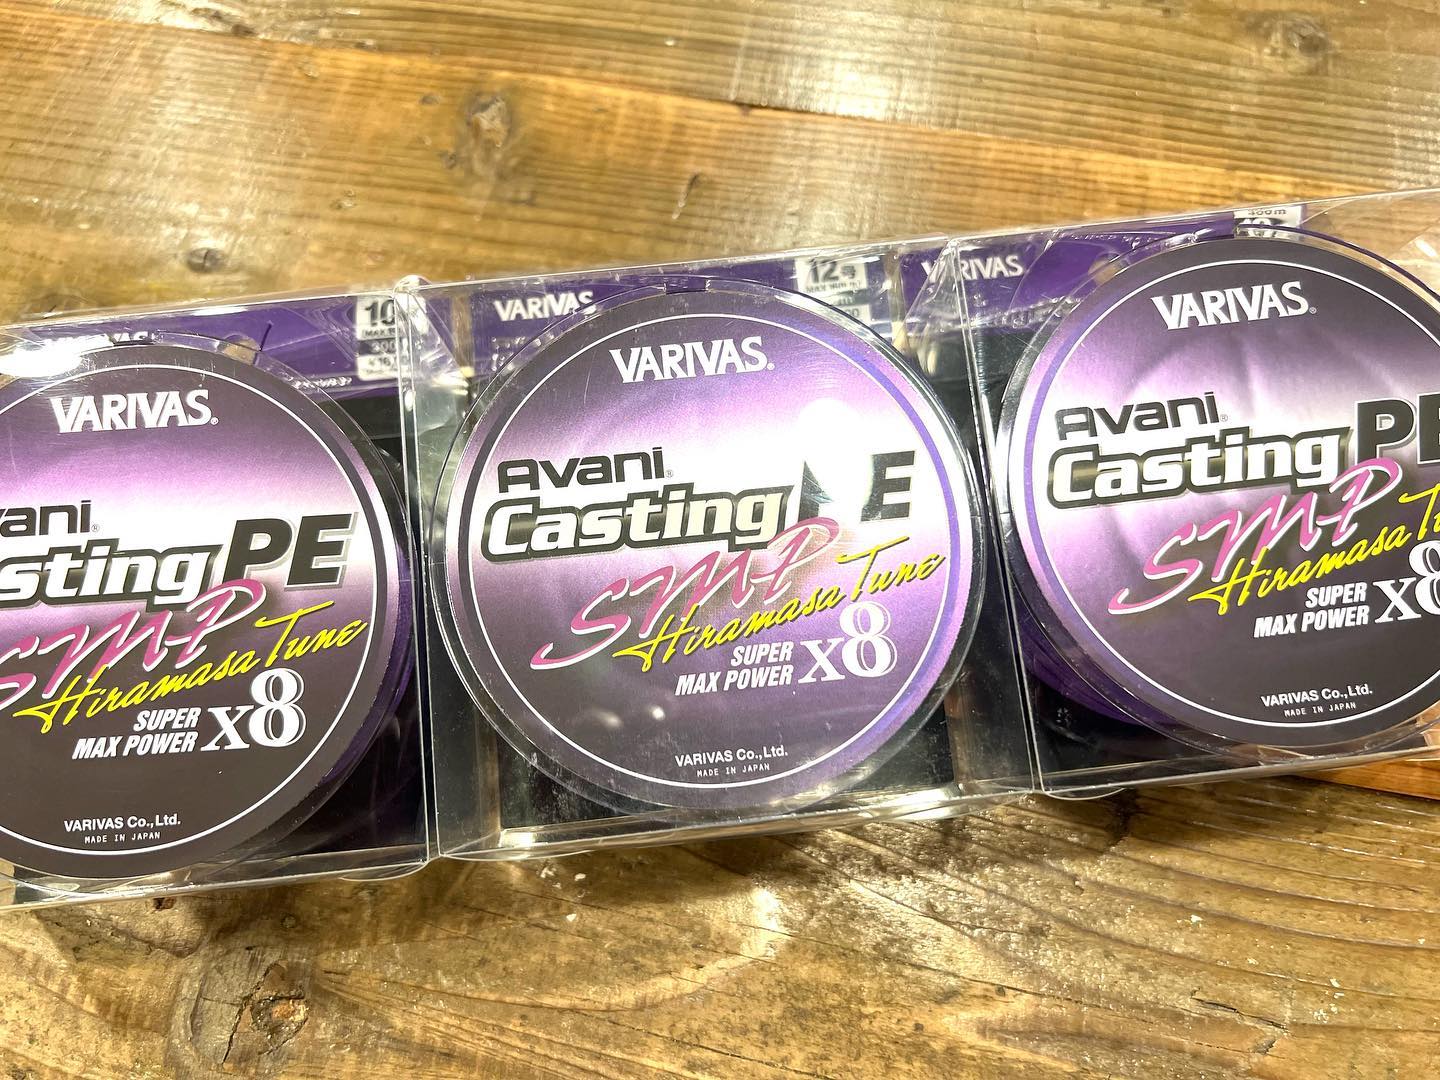 VARIVAS
10
VARIVAS
12号
VARIVAS
VARIVAS®
Avani®
Casting PE
SMP
Hiramasa Tune
SUPER
MAX POWER X8
VARIVAS Co.,Ltd.
MADE IN JAPAN
VARIVAS®
Avani®
Casting PE
SMP
Hiramasa Tune
SUPER
MAX POWER X8
VARIVAS Co.,Ltd.
MADE IN JAPAN
VARIVAS®
Avani®
Casting PE
SMP
Hiramasa Tune
SUPER
MAX POWER X8
VARIVAS Co.,Ltd.
MADE IN JAPAN